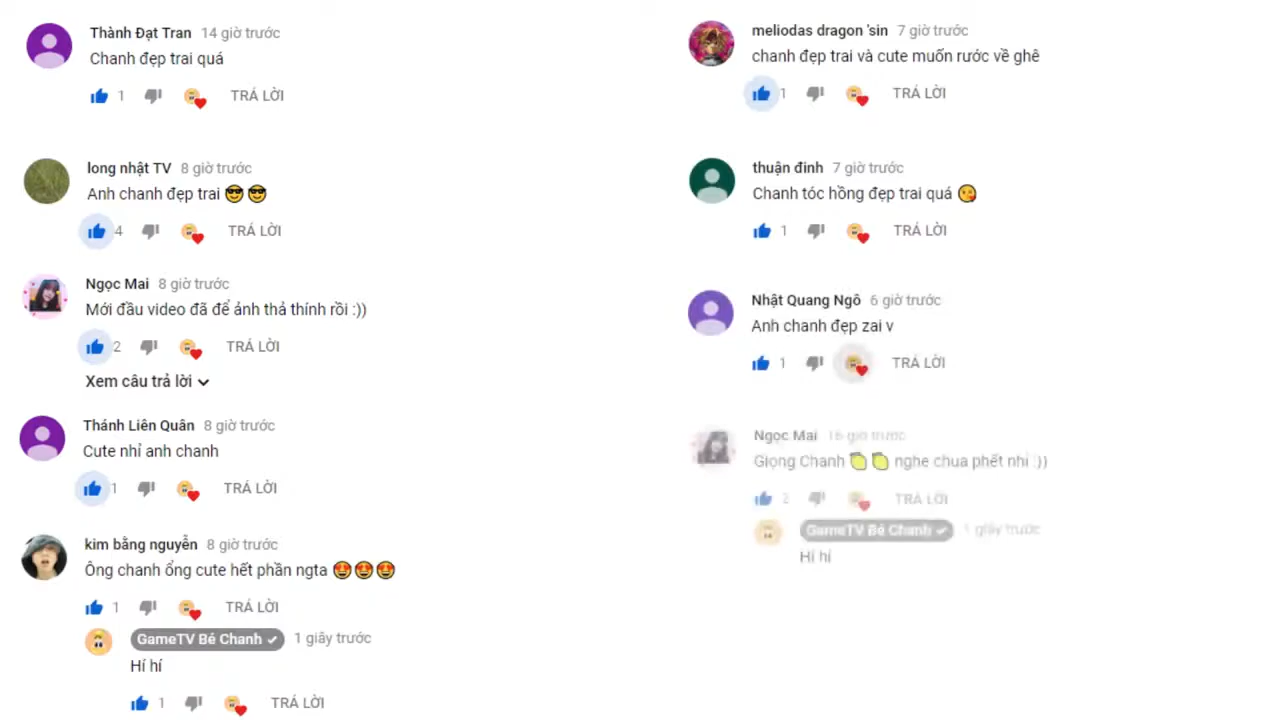 Thành Đạt Tran 14 giờ trước
Chanh đẹp trai quá
1 TRẢ LỜI
long nhật TV 8 giờ trước
Anh chanh đẹp trai 😎😎
4 TRẢ LỜI
Ngọc Mai 8 giờ trước
Mới đầu video đã để ảnh thả thính rồi :))
2 TRẢ LỜI
Xem câu trả lời
Thánh Liên Quân 8 giờ trước
Cute nhỉ anh chanh
1 TRẢ LỜI
kim bằng nguyễn 8 giờ trước
Ông chanh ổng cute hết phần ngta 😍😍😍
1 TRẢ LỜI
GameTV Bé Chanh 1 giây trước
Hí hí
1 TRẢ LỜI
meliodas dragon 'sin 7 giờ trước
chanh đẹp trai và cute muốn rước về ghê
1 TRẢ LỜI
thuận đinh 7 giờ trước
Chanh tóc hồng đẹp trai quá 😘
1 TRẢ LỜI
Nhật Quang Ngô 6 giờ trước
Anh chanh đẹp zai v
1 TRẢ LỜI
Ngọc Mai 16 giờ trước
Giọng Chanh 🍋🍋 nghe chua phết nhỉ :))
2 TRẢ LỜI
GameTV Bé Chanh 1 giây trước
Hí hí